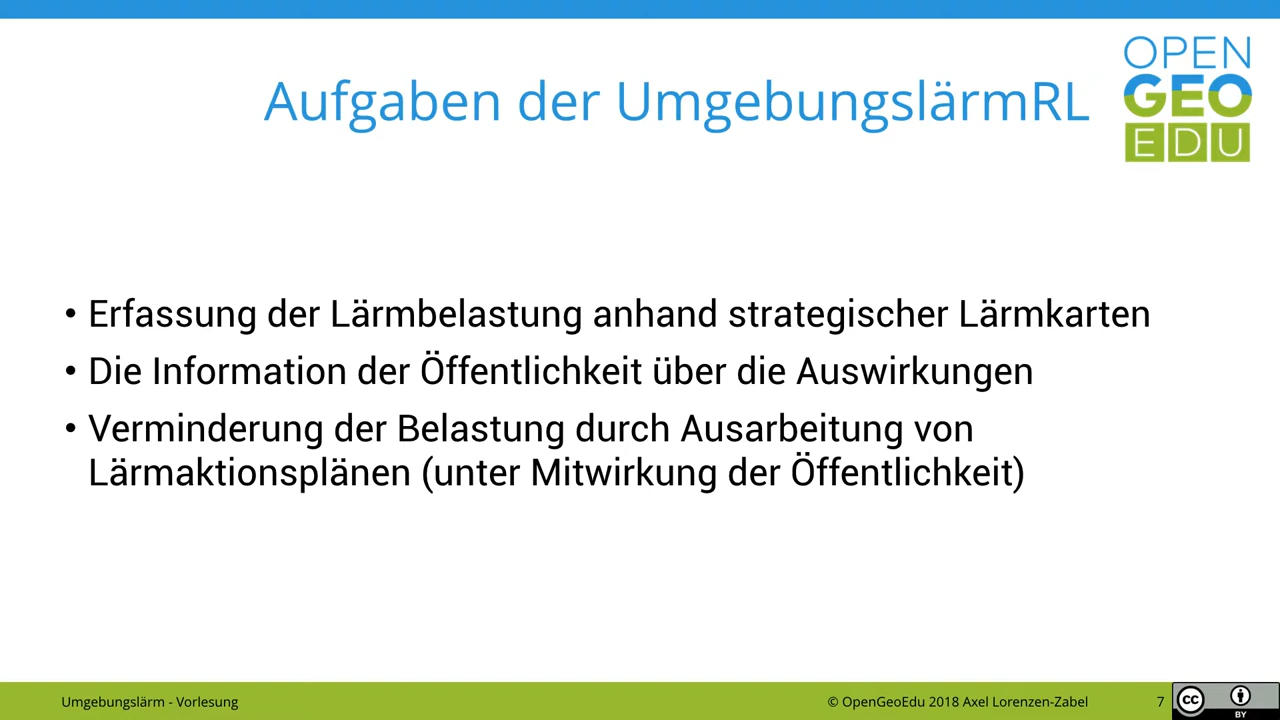 Aufgaben der UmgebungslärmRL
OPEN
GEO
EDU
• Erfassung der Lärmbelastung anhand strategischer Lärmkarten
• Die Information der Öffentlichkeit über die Auswirkungen
• Verminderung der Belastung durch Ausarbeitung von
Lärmaktionsplänen (unter Mitwirkung der Öffentlichkeit)
Umgebungslärm - Vorlesung
© OpenGeoEdu 2018 Axel Lorenzen-Zabel
7
cc
BY